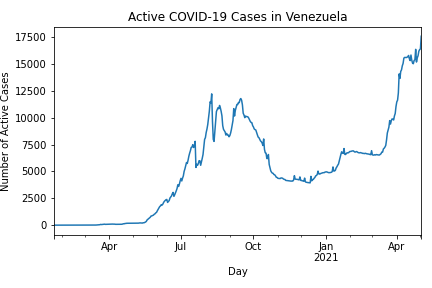 Active COVID-19 Cases in Venezuela
Number of Active Cases
17500
15000
12500
10000
7500
5000
2500
0
Apr
Jul
Oct
Jan
2021
Apr
Day